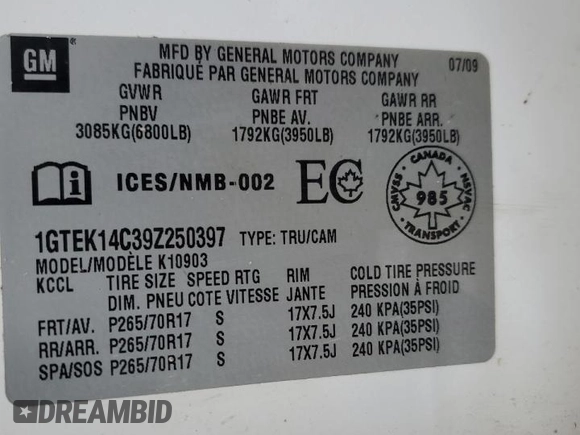 GM
MFD BY GENERAL MOTORS COMPANY 07/09
FABRIQUÉ PAR GENERAL MOTORS COMPANY
GVWR GAWR FRT GAWR RR
PNBV PNBE AV. PNBE ARR.
3085KG(6800LB) 1792KG(3950LB) 1792KG(3950LB)
ICES/NMB-002 EC
CANADA
CMVSS NSVAC
985
TRANSPORT
1GTEK14C39Z250397 TYPE: TRU/CAM
MODEL/MODÈLE K10903
KCCL TIRE SIZE SPEED RTG RIM COLD TIRE PRESSURE
DIM. PNEU COTE VITESSE JANTE PRESSION À FROID
FRT/AV. P265/70R17 S 17X7.5J 240 KPA(35PSI)
RR/ARR. P265/70R17 S 17X7.5J 240 KPA(35PSI)
SPA/SOS P265/70R17 S 17X7.5J 240 KPA(35PSI)
DREAMBID